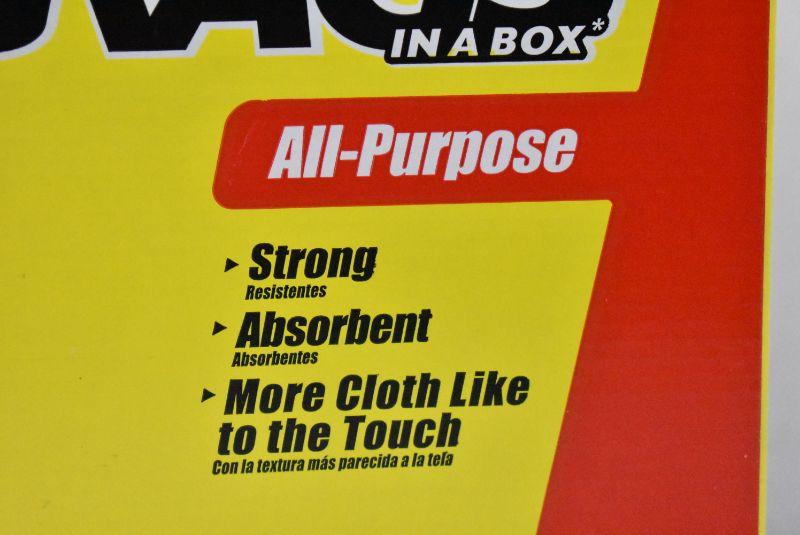 RAGS
IN A BOX*
All-Purpose
▸ Strong
Resistentes
▸ Absorbent
Absorbentes
▸ More Cloth Like
to the Touch
Con la textura más parecida a la tela